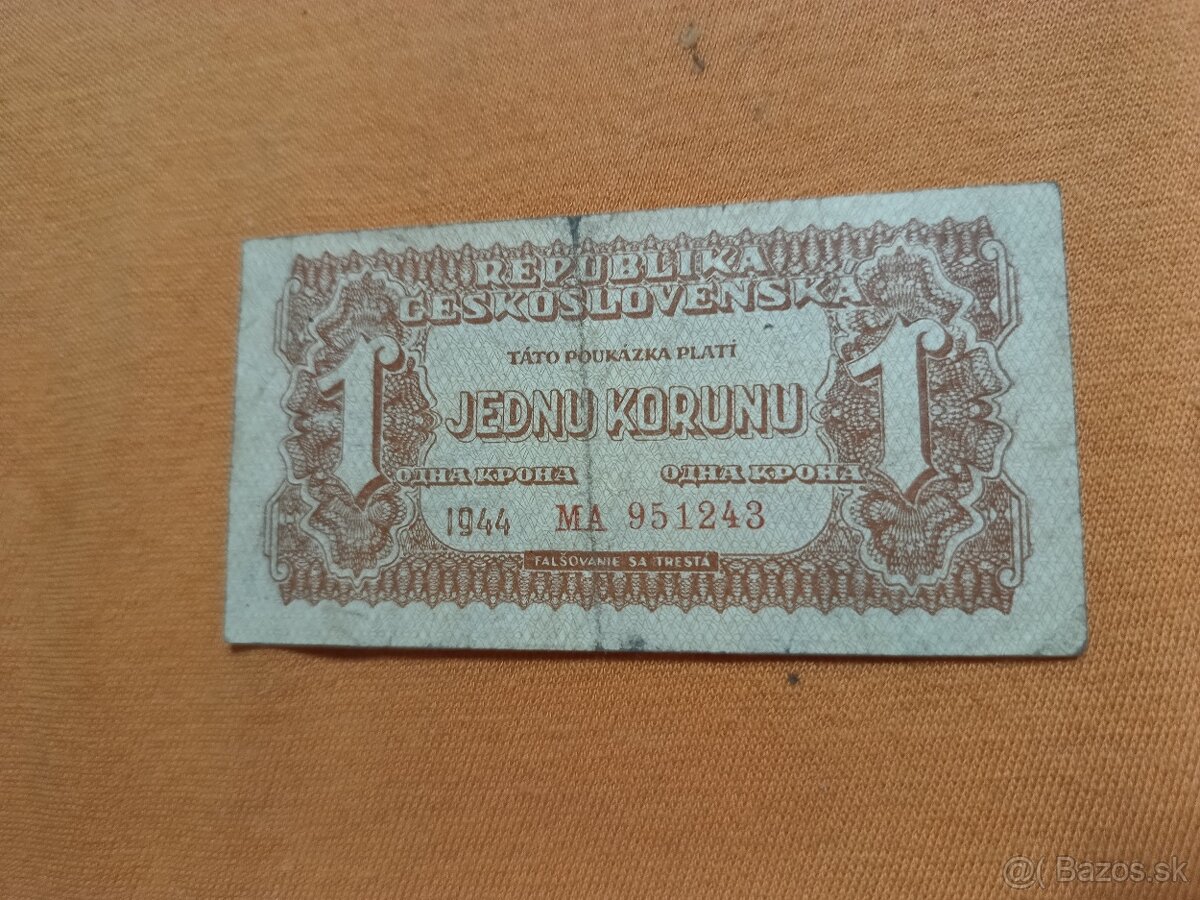 REPUBLIKA
ČESKOSLOVENSKÁ
TÁTO POUKÁZKA PLATÍ
1 JEDNU KORUNU 1
ОДНА КРОНА ОДНА КРОНА
1944 MA 951243
FALŠOVANIE SA TRESTÁ
@( Bazos.sk